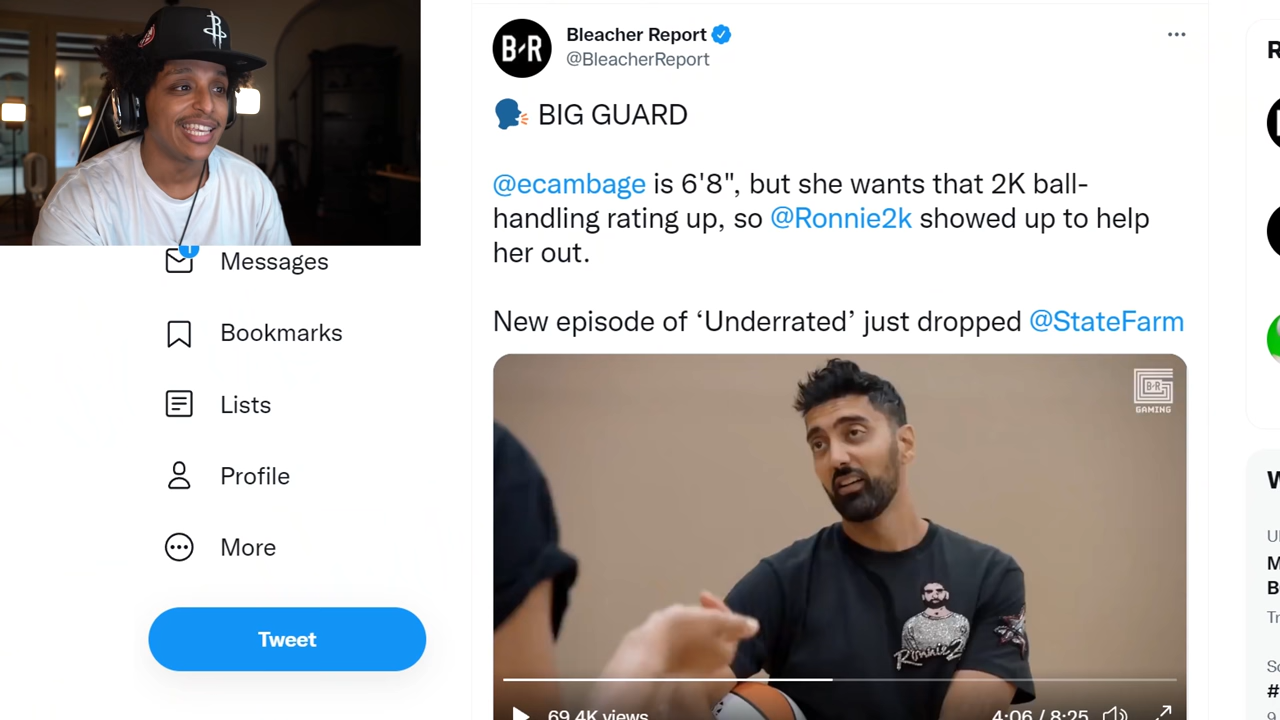 B R
Bleacher Report
@BleacherReport
BIG GUARD
@ecambage is 6'8", but she wants that 2K ball-
handling rating up, so @Ronnie2k showed up to help
her out.
New episode of ‘Underrated’ just dropped @StateFarm
B R
GAMING
Ronnie2
69.4K views
4:06 / 8:25
Messages
Bookmarks
Lists
Profile
More
Tweet